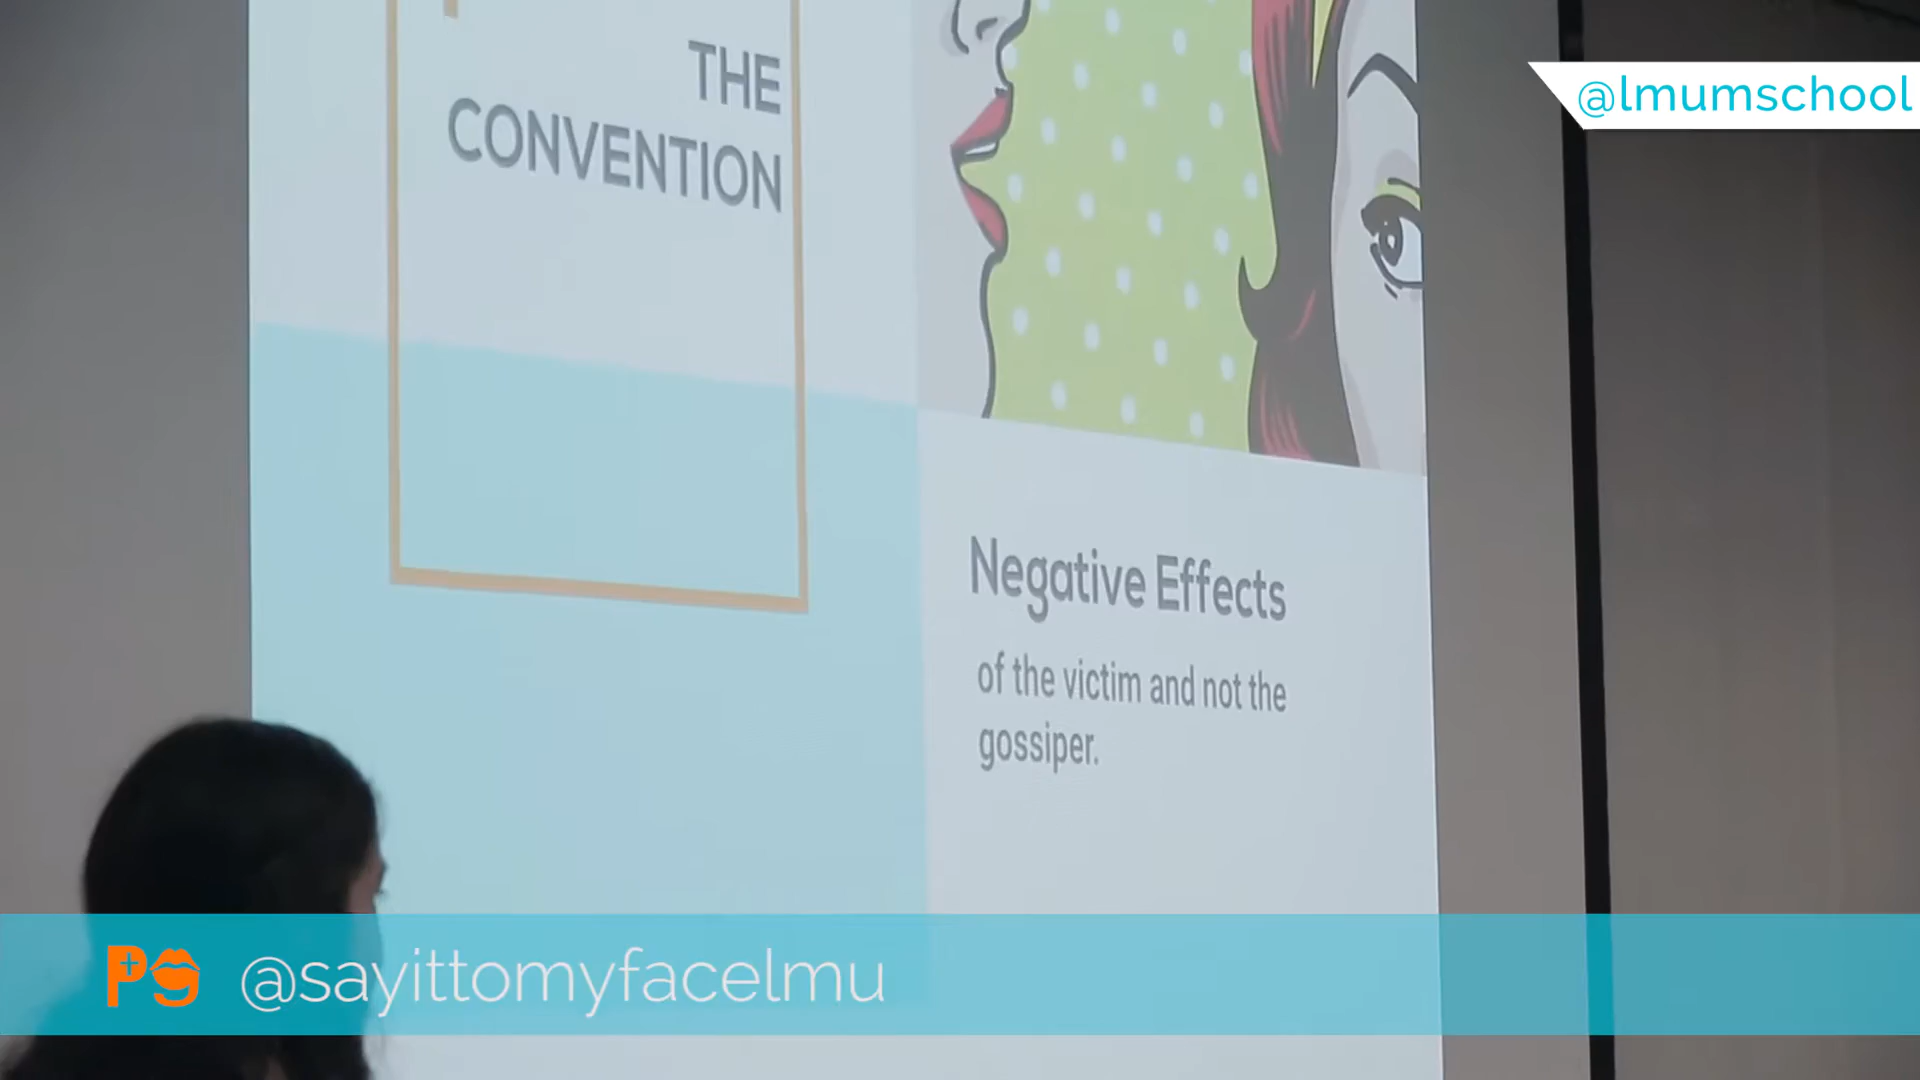 @lmumschool
THE
CONVENTION
Negative Effects
of the victim and not the
gossiper.
P+g
@sayittomyfacelmu